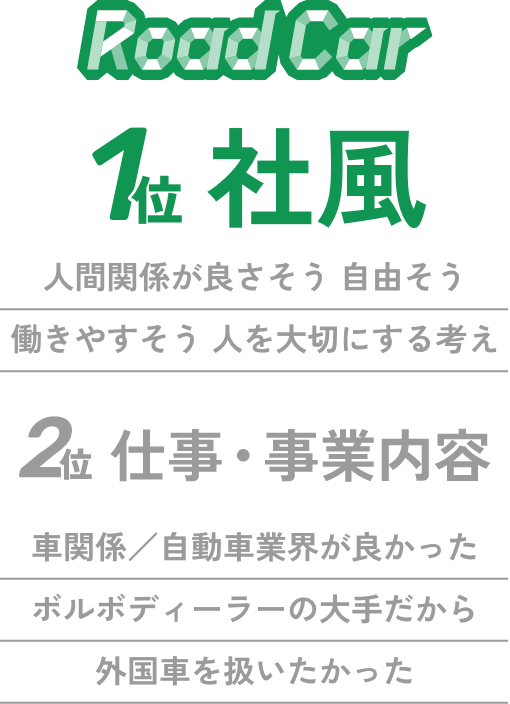 Road Car
1位 社風
人間関係が良さそう 自由そう
働きやすそう 人を大切にする考え
2位 仕事・事業内容
車関係／自動車業界が良かった
ボルボディーラーの大手だから
外国車を扱いたかった